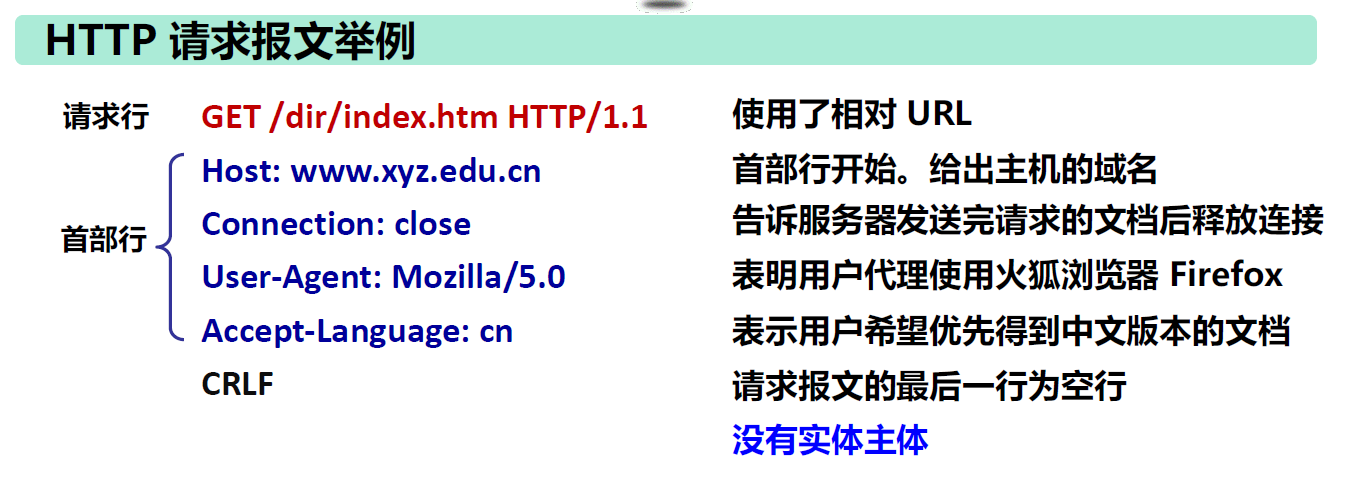 HTTP 请求报文举例
请求行 GET /dir/index.htm HTTP/1.1 使用了相对 URL
Host: www.xyz.edu.cn 首部行开始。给出主机的域名
Connection: close 告诉服务器发送完请求的文档后释放连接
首部行
User-Agent: Mozilla/5.0 表明用户代理使用火狐浏览器 Firefox
Accept-Language: cn 表示用户希望优先得到中文版本的文档
CRLF 请求报文的最后一行为空行
没有实体主体